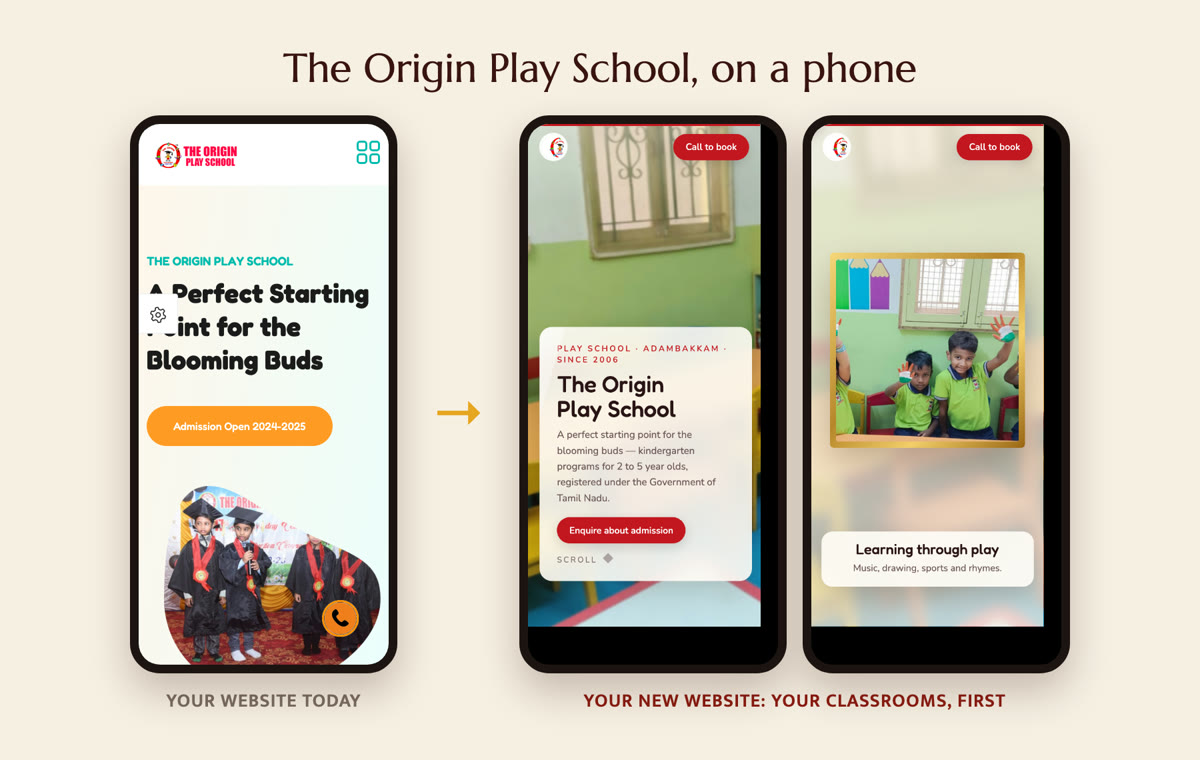 The Origin Play School, on a phone
THE ORIGIN
PLAY SCHOOL
THE ORIGIN PLAY SCHOOL
A Perfect Starting
Point for the
Blooming Buds
Admission Open 2024-2025
THE ORIG
Call to book
PLAY SCHOOL · ADAMBAKKAM ·
SINCE 2006
The Origin
Play School
A perfect starting point for the
blooming buds — kindergarten
programs for 2 to 5 year olds,
registered under the Government of
Tamil Nadu.
Enquire about admission
SCROLL
Call to book
Learning through play
Music, drawing, sports and rhymes.
YOUR WEBSITE TODAY
YOUR NEW WEBSITE: YOUR CLASSROOMS, FIRST